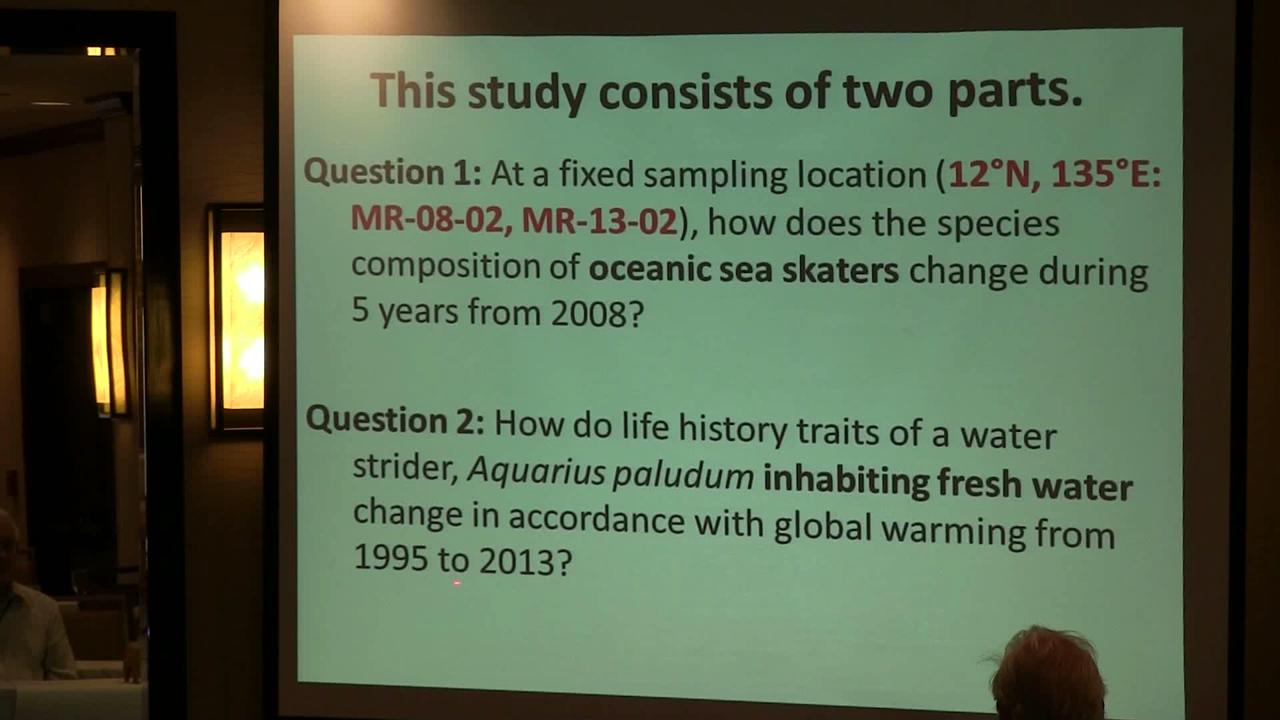 This study consists of two parts.
Question 1: At a fixed sampling location (12°N, 135°E:
MR-08-02, MR-13-02), how does the species
composition of oceanic sea skaters change during
5 years from 2008?
Question 2: How do life history traits of a water
strider, Aquarius paludum inhabiting fresh water
change in accordance with global warming from
1995 to 2013?